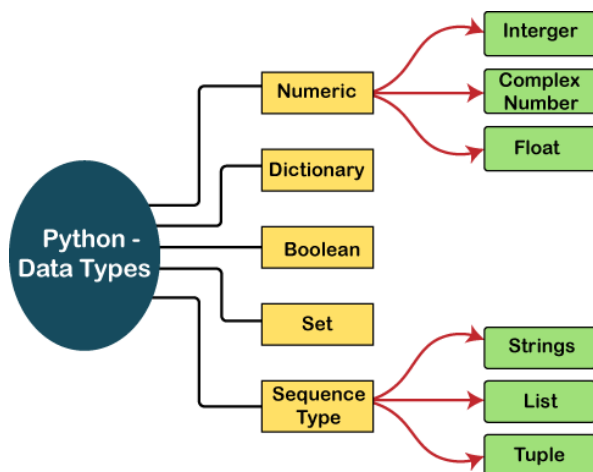 Python -
Data Types
Numeric
Dictionary
Boolean
Set
Sequence
Type
Interger
Complex
Number
Float
Strings
List
Tuple